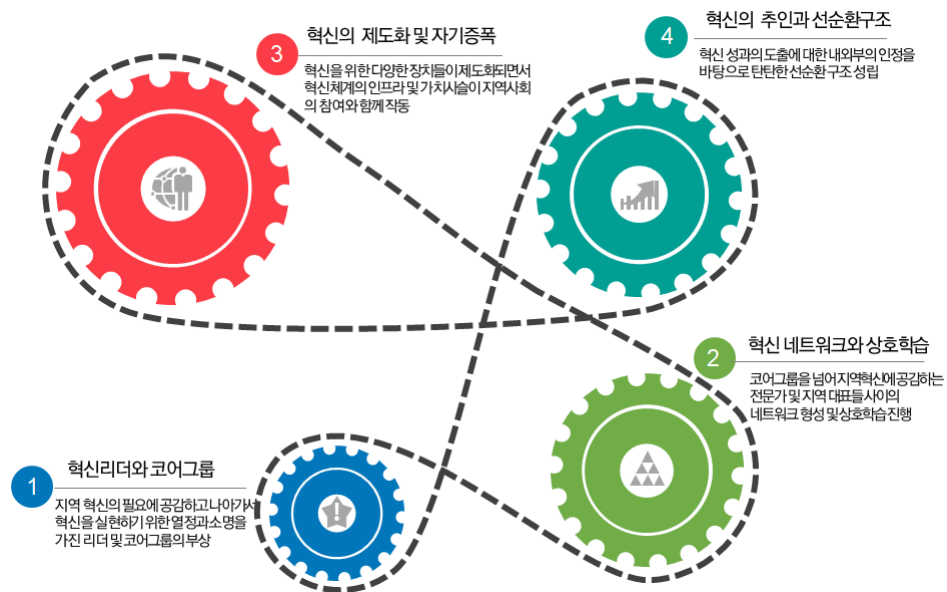 3
혁신의 제도화 및 자기증폭
혁신을 위한 다양한 장치들이 제도화되면서
혁신체계의 인프라 및 가치사슬이 지역사회
의 참여와 함께 작동
4
혁신의 추인과 선순환구조
혁신 성과의 도출에 대한 내외부의 인정을
바탕으로 탄탄한 선순환 구조 성립
2
혁신 네트워크와 상호학습
코어그룹을 넘어 지역혁신에 공감하는
전문가 및 지역 대표들 사이의
네트워크 형성 및 상호학습 진행
1
혁신리더와 코어그룹
지역 혁신의 필요에 공감하고 나아가서
혁신을 실현하기 위한 열정과 소명을
가진 리더 및 코어그룹의 부상